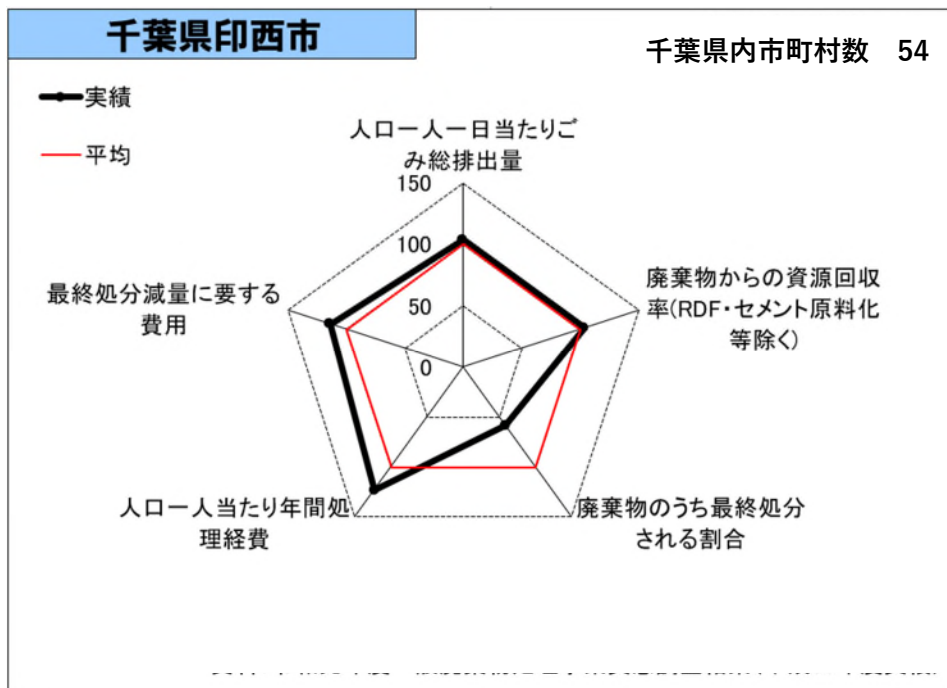 千葉県印西市
千葉県内市町村数 54
実績
平均
人口一人一日当たりご
み総排出量
150
100
50
0
廃棄物からの資源回収
率(RDF・セメント原料化
等除く)
最終処分減量に要する
費用
人口一人当たり年間処
理経費
廃棄物のうち最終処分
される割合